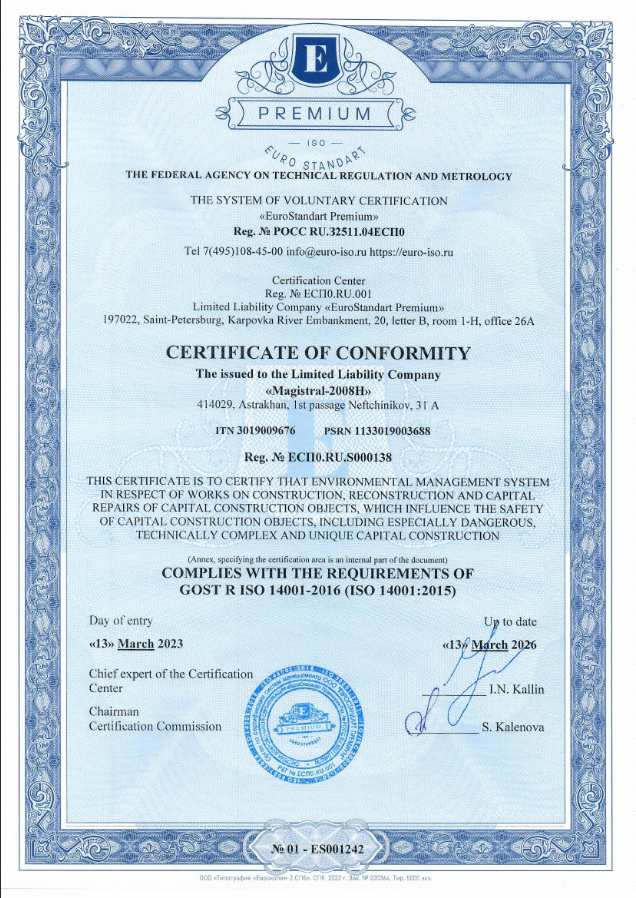 E
PREMIUM
— ISO —
EURO STANDART
THE FEDERAL AGENCY ON TECHNICAL REGULATION AND METROLOGY
THE SYSTEM OF VOLUNTARY CERTIFICATION
«EuroStandart Premium»
Reg. № РОСС RU.32511.04ЕСП0
Tel 7(495)108-45-00 info@euro-iso.ru https://euro-iso.ru
Certification Center
Reg. № ЕСП0.RU.001
Limited Liability Company «EuroStandart Premium»
197022, Saint-Petersburg, Karpovka River Embankment, 20, letter B, room 1-H, office 26A
CERTIFICATE OF CONFORMITY
The issued to the Limited Liability Company
«Magistral-2008H»
414029, Astrakhan, 1st passage Neftchinikov, 31 A
ITN 3019009676 PSRN 1133019003688
Reg. № ЕСП0.RU.S000138
THIS CERTIFICATE IS TO CERTIFY THAT ENVIRONMENTAL MANAGEMENT SYSTEM
IN RESPECT OF WORKS ON CONSTRUCTION, RECONSTRUCTION AND CAPITAL
REPAIRS OF CAPITAL CONSTRUCTION OBJECTS, WHICH INFLUENCE THE SAFETY
OF CAPITAL CONSTRUCTION OBJECTS, INCLUDING ESPECIALLY DANGEROUS,
TECHNICALLY COMPLEX AND UNIQUE CAPITAL CONSTRUCTION
(Annex, specifying the certification area is an internal part of the document)
COMPLIES WITH THE REQUIREMENTS OF
GOST R ISO 14001-2016 (ISO 14001:2015)
Day of entry Up to date
«13» March 2023 «13» March 2026
Chief expert of the Certification
Center
I.N. Kallin
Chairman
Certification Commission
S. Kalenova
PREMIUM
РЕГ № ЕСП0.RU.001
№ 01 - ES001242
ООО «Типография «Еврокопия-2 СПб», СПб, 2022 г. Зак. № 220364. Тир. 5000 экз.